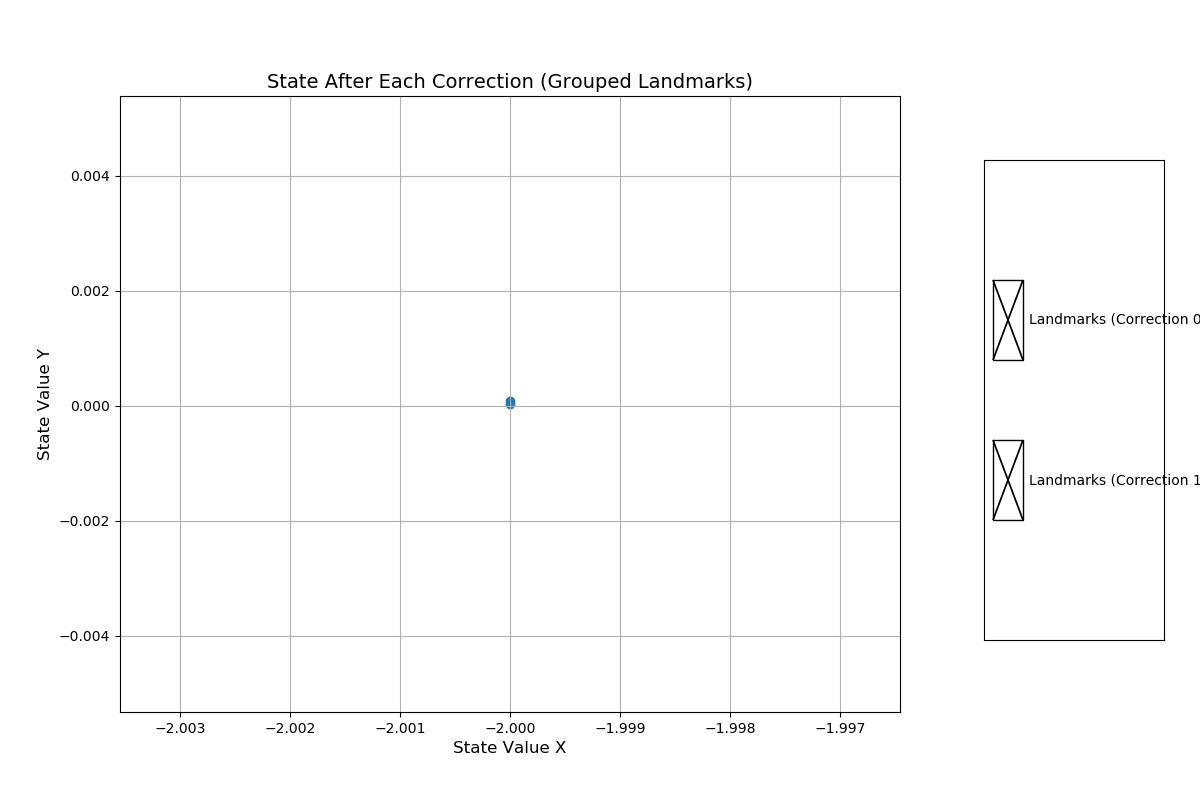 State After Each Correction (Grouped Landmarks)
0.004
0.002
0.000
−0.002
−0.004
State Value Y
−2.003
−2.002
−2.001
−2.000
−1.999
−1.998
−1.997
State Value X
Landmarks (Correction 0
Landmarks (Correction 1